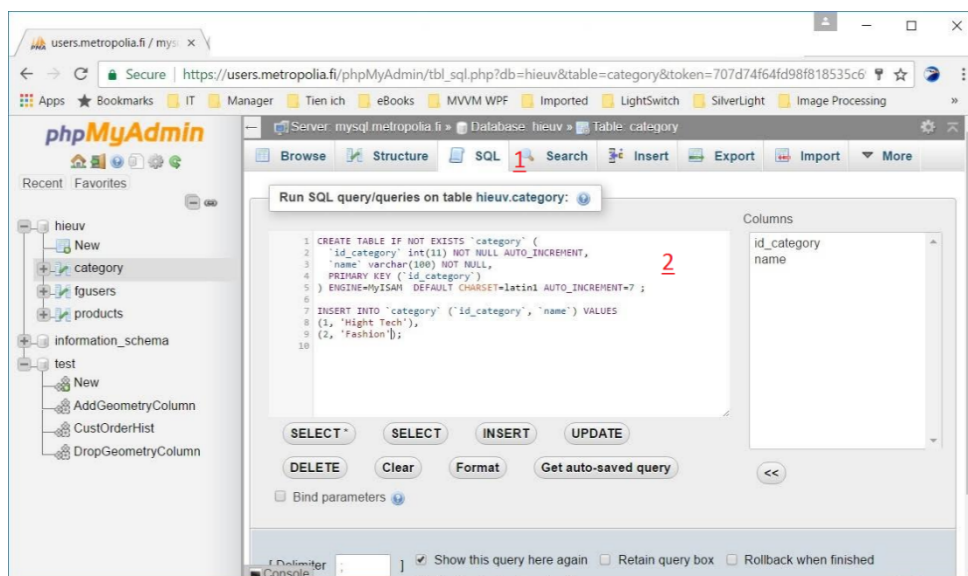 users.metropolia.fi / mys
Secure | https://users.metropolia.fi/phpMyAdmin/tbl_sql.php?db=hieuv&table=category&token=707d74f64fd98f818535c6
Apps Bookmarks IT Manager Tien ich eBooks MVVM WPF Imported LightSwitch SilverLight Image Processing »
phpMyAdmin
Recent Favorites
hieuv
New
category
fgusers
products
information_schema
test
New
AddGeometryColumn
CustOrderHist
DropGeometryColumn
Server: mysql.metropolia.fi » Database: hieuv » Table: category
Browse Structure SQL 1 Search Insert Export Import More
Run SQL query/queries on table hieuv.category:
1 CREATE TABLE IF NOT EXISTS `category` (
2 `id_category` int(11) NOT NULL AUTO_INCREMENT,
3 `name` varchar(100) NOT NULL,
4 PRIMARY KEY (`id_category`)
5 ) ENGINE=MyISAM DEFAULT CHARSET=latin1 AUTO_INCREMENT=7 ;
6
7 INSERT INTO `category` (`id_category`, `name`) VALUES
8 (1, 'Hight Tech'),
9 (2, 'Fashion');
10
2
Columns
id_category
name
SELECT * SELECT INSERT UPDATE
DELETE Clear Format Get auto-saved query
<<
Bind parameters
[ Delimiter ; ] Show this query here again Retain query box Rollback when finished
Console